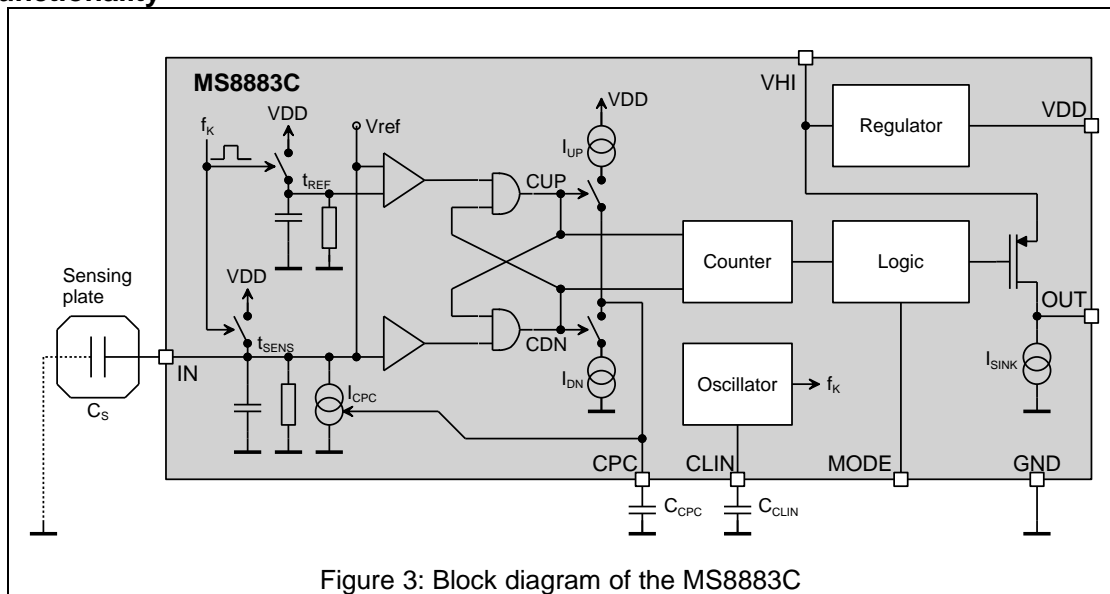 MS8883C
VHI
VDD
Regulator
f_K
VDD
Vref
VDD
I_UP
t_REF
CUP
Counter
Logic
Sensing
plate
VDD
OUT
t_SENS
CDN
IN
I_CPC
I_DN
Oscillator
f_K
I_SINK
C_S
CPC
CLIN
MODE
GND
C_CPC
C_CLIN
Figure 3: Block diagram of the MS8883C